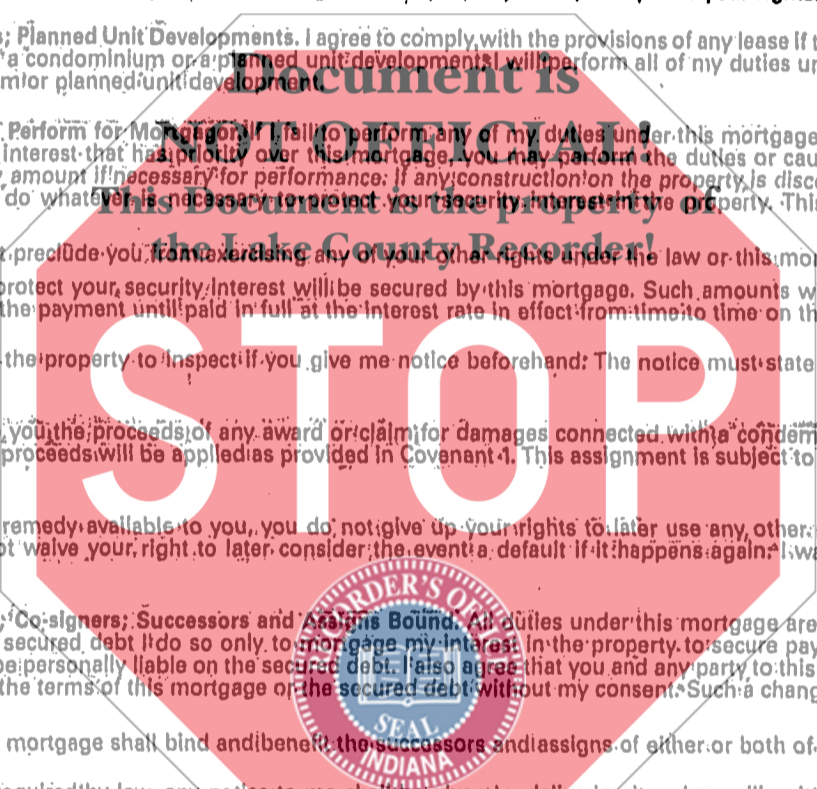 ; Planned Unit Developments. I agree to comply with the provisions of any lease if
a condominium or a planned unit development, I will perform all of my duties
or planned unit development.
Document is
NOT OFFICIAL!
This Document is the property of
the Lake County Recorder!
Perform for Mortgagor. If I fail to perform any of my duties under this mortgage
interest that has priority over this mortgage, you may perform the duties or
amount if necessary for performance. If any construction on the property is
do whatever is necessary to protect your security interest in the property. This
preclude you from exercising any of your other rights under the law or this
protect your security interest will be secured by this mortgage. Such amounts
the payment until paid in full at the interest rate in effect from time to time on
the property to inspect if you give me notice beforehand. The notice must state
you the proceeds of any award or claim for damages connected with a
proceeds will be applied as provided in Covenant 1. This assignment is subject to
STOP
remedy available to you, you do not give up your rights to later use any other
waive your right to later consider the event a default if it happens again. I
Co-signers; Successors and Assigns Bound. All duties under this mortgage are
secured debt I do so only to mortgage my interest in the property to secure
personally liable on the secured debt. I also agree that you and any party to this
the terms of this mortgage or the secured debt without my consent. Such a
mortgage shall bind and benefit the successors and assigns of either or both of
RECORDER'S OFFICE
SEAL
INDIANA